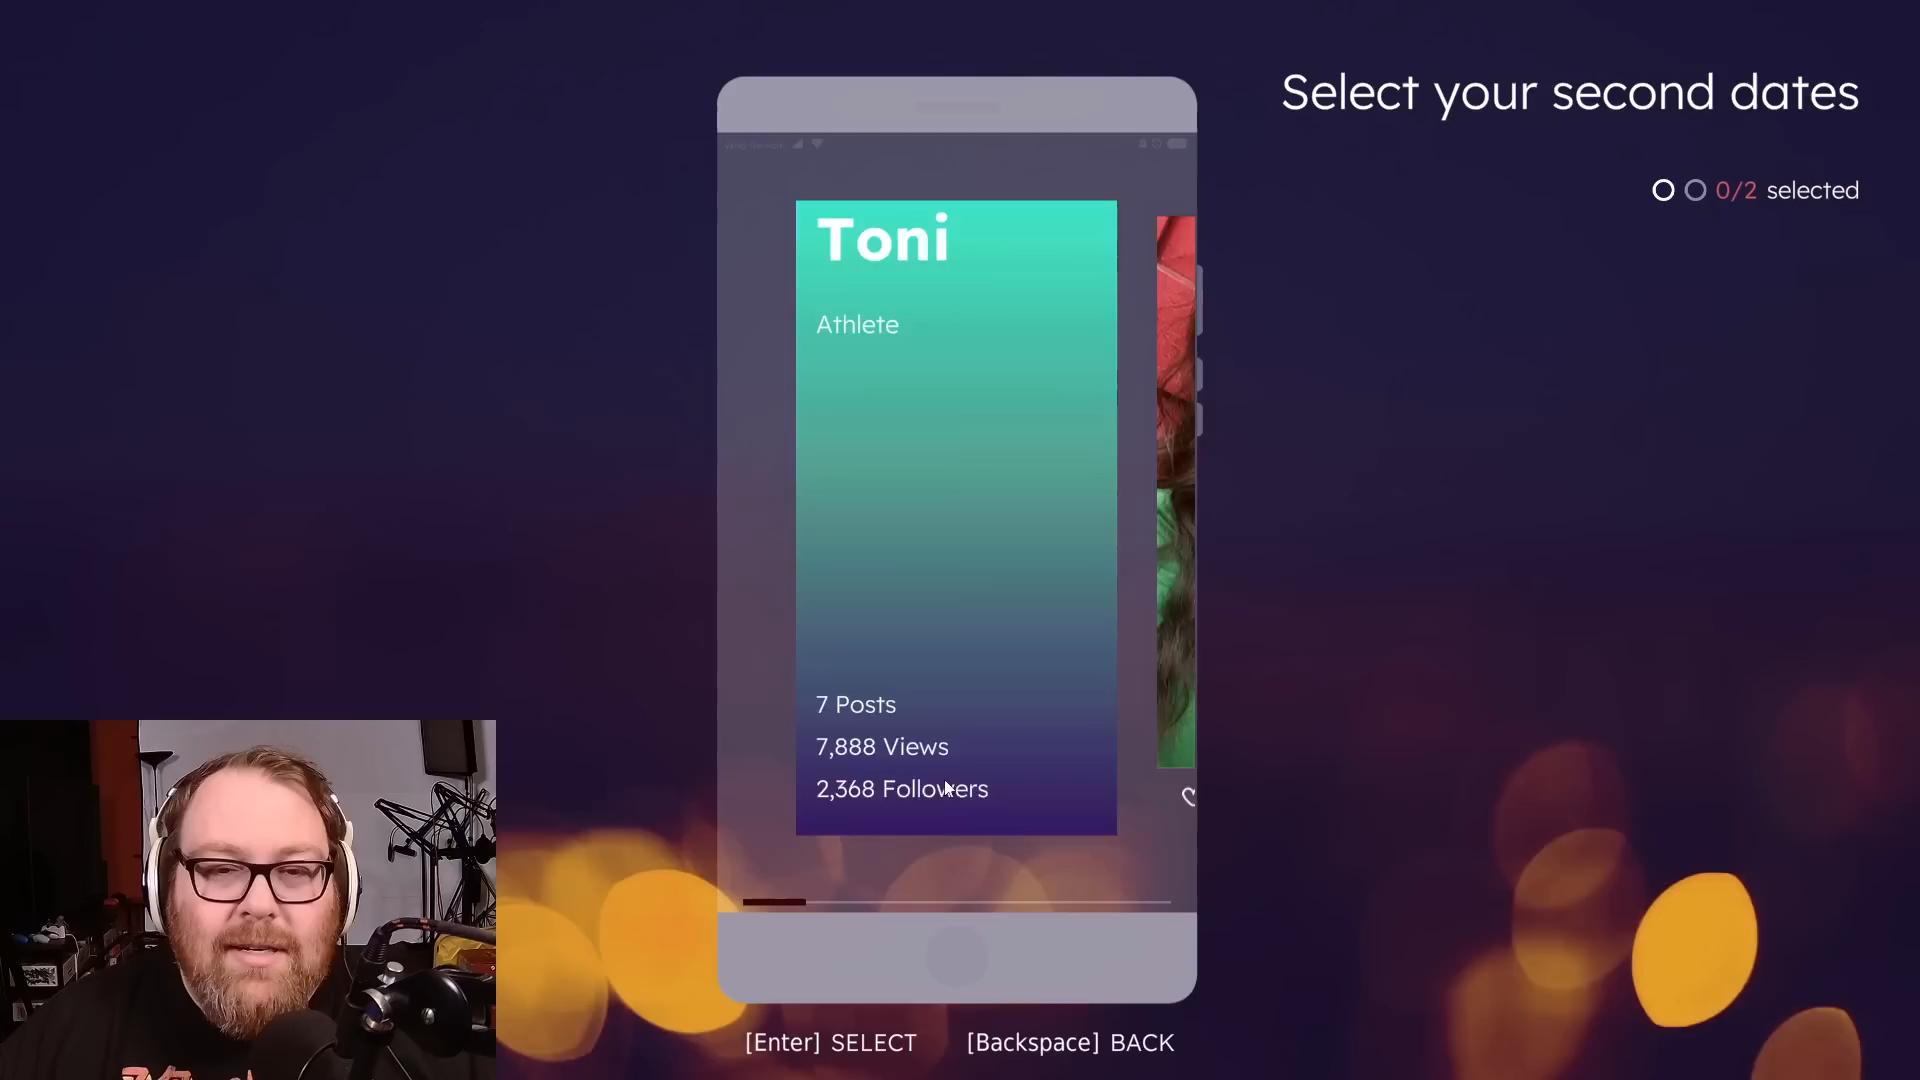 Select your second dates
0/2 selected
Toni
Athlete
7 Posts
7,888 Views
2,368 Followers
[Enter] SELECT
[Backspace] BACK